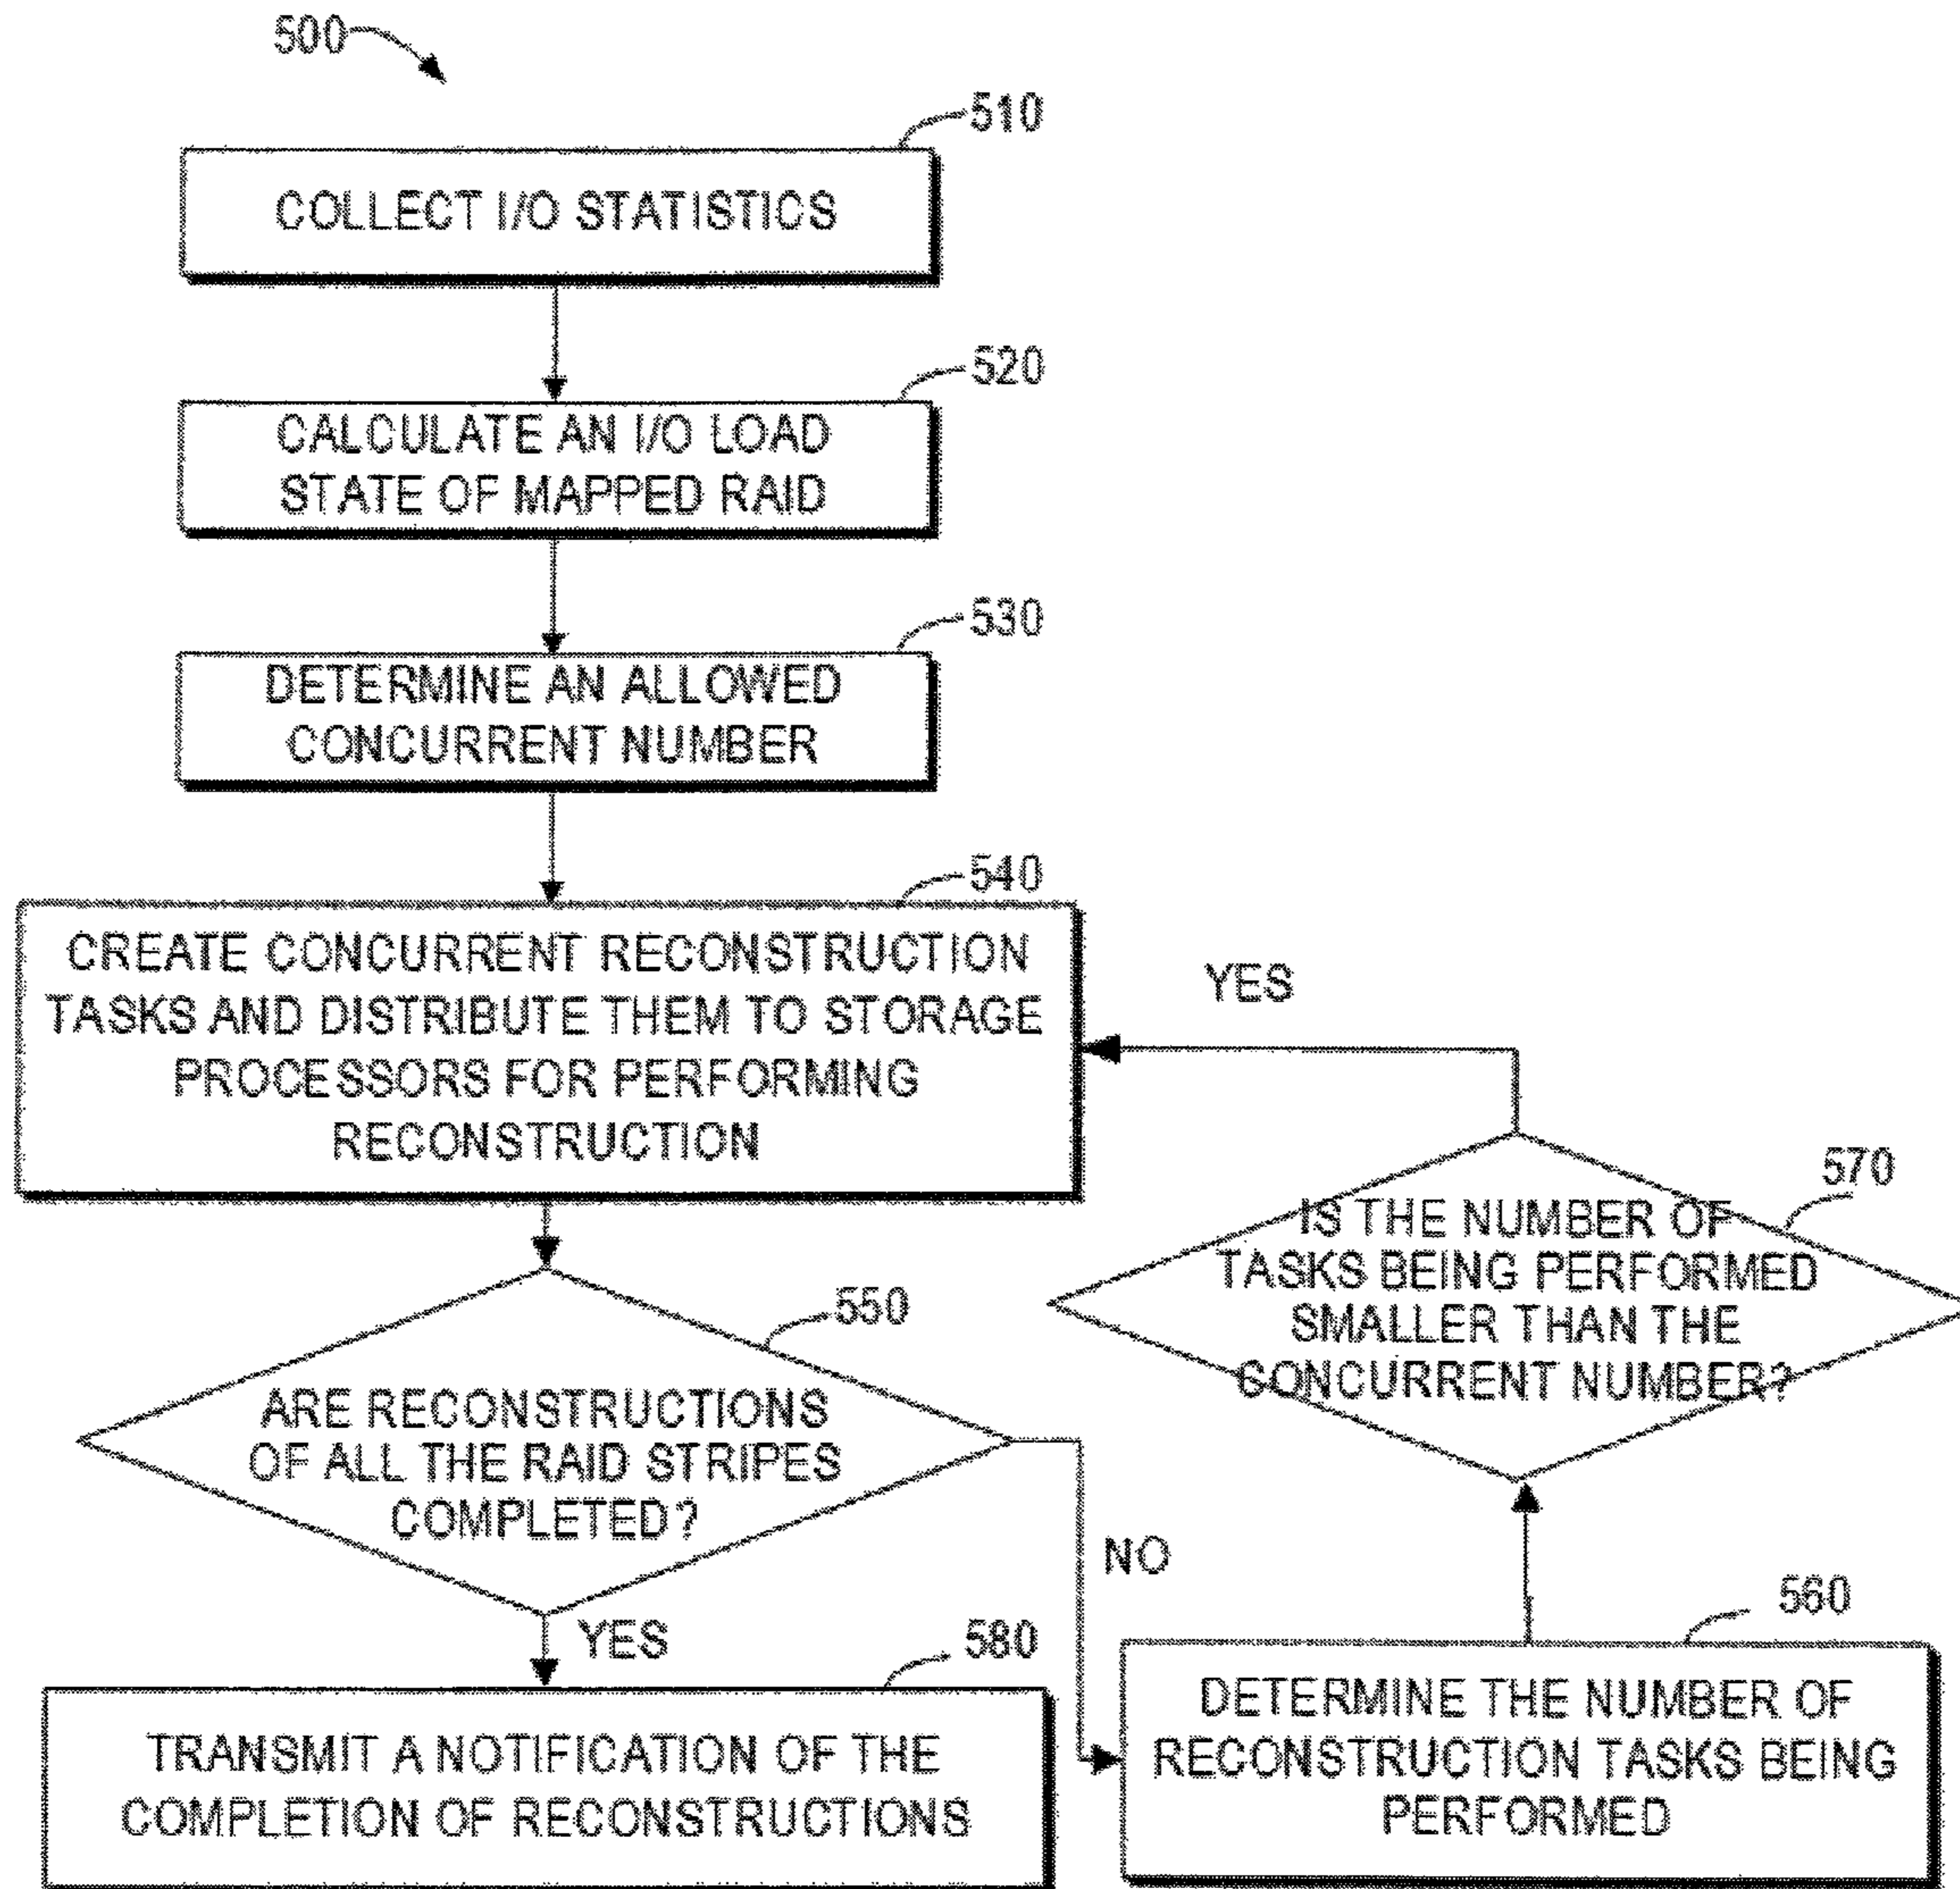 500
510
COLLECT I/O STATISTICS
520
CALCULATE AN I/O LOAD
STATE OF MAPPED RAID
530
DETERMINE AN ALLOWED
CONCURRENT NUMBER
540
CREATE CONCURRENT RECONSTRUCTION
TASKS AND DISTRIBUTE THEM TO STORAGE
PROCESSORS FOR PERFORMING
RECONSTRUCTION
YES
570
IS THE NUMBER OF
TASKS BEING PERFORMED
SMALLER THAN THE
CONCURRENT NUMBER?
550
ARE RECONSTRUCTIONS
OF ALL THE RAID STRIPES
COMPLETED?
NO
560
DETERMINE THE NUMBER OF
RECONSTRUCTION TASKS BEING
PERFORMED
YES
580
TRANSMIT A NOTIFICATION OF THE
COMPLETION OF RECONSTRUCTIONS